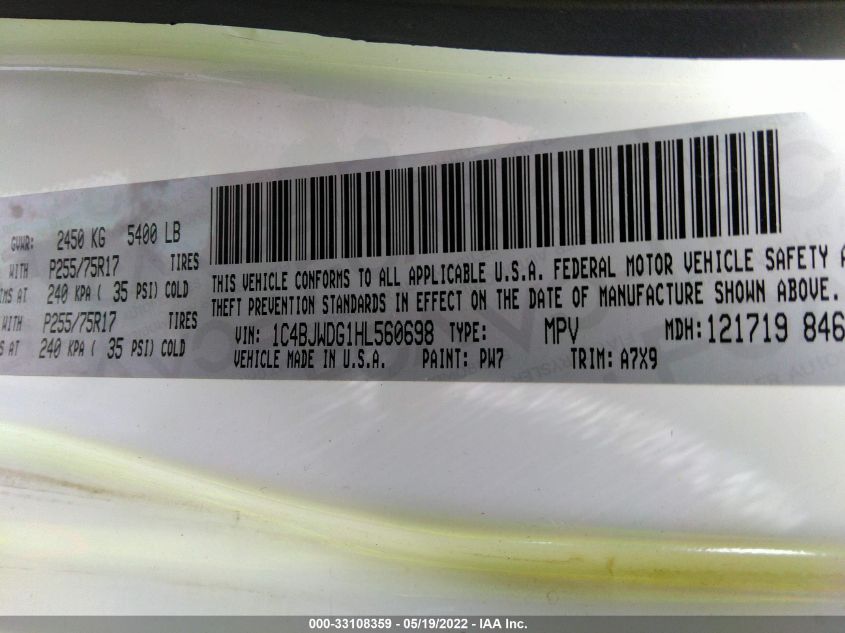 GVWR: 2450 KG 5400 LB
WITH P255/75R17 TIRES
AT 240 KPA ( 35 PSI) COLD
WITH P255/75R17 TIRES
AT 240 KPA ( 35 PSI) COLD
THIS VEHICLE CONFORMS TO ALL APPLICABLE U.S.A. FEDERAL MOTOR VEHICLE SAFETY
THEFT PREVENTION STANDARDS IN EFFECT ON THE DATE OF MANUFACTURE SHOWN ABOVE.
VIN: 1C4BJWDG1HL560698 TYPE: MPV MDH: 121719 846
VEHICLE MADE IN U.S.A. PAINT: PW7 TRIM: A7X9
000-33108359 - 05/19/2022 - IAA Inc.